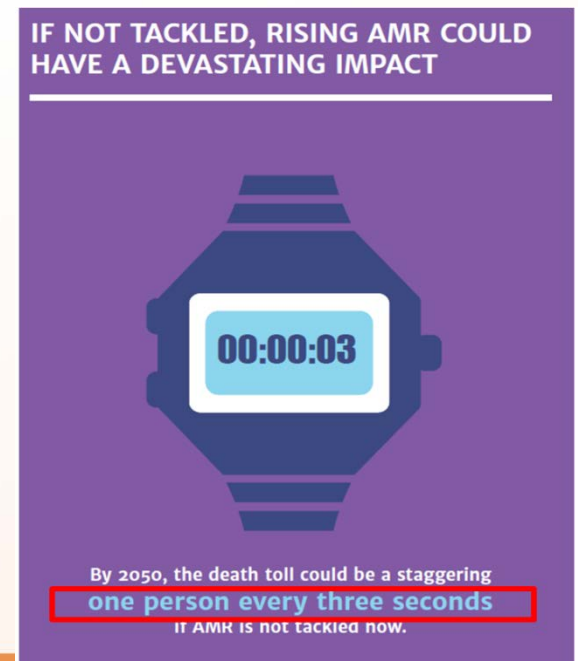 IF NOT TACKLED, RISING AMR COULD
HAVE A DEVASTATING IMPACT
00:00:03
By 2050, the death toll could be a staggering
one person every three seconds
if AMR is not tackled now.